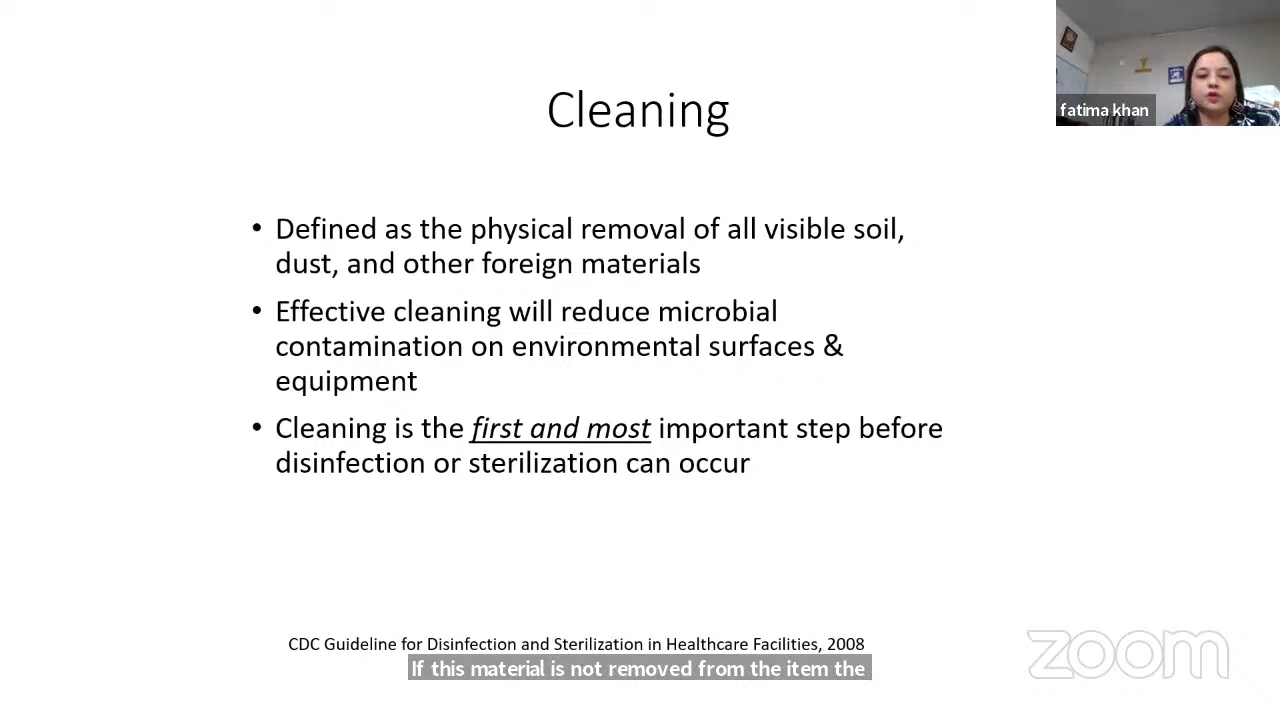 Cleaning
fatima khan
• Defined as the physical removal of all visible soil,
dust, and other foreign materials
• Effective cleaning will reduce microbial
contamination on environmental surfaces &
equipment
• Cleaning is the first and most important step before
disinfection or sterilization can occur
CDC Guideline for Disinfection and Sterilization in Healthcare Facilities, 2008
If this material is not removed from the item the
zoom